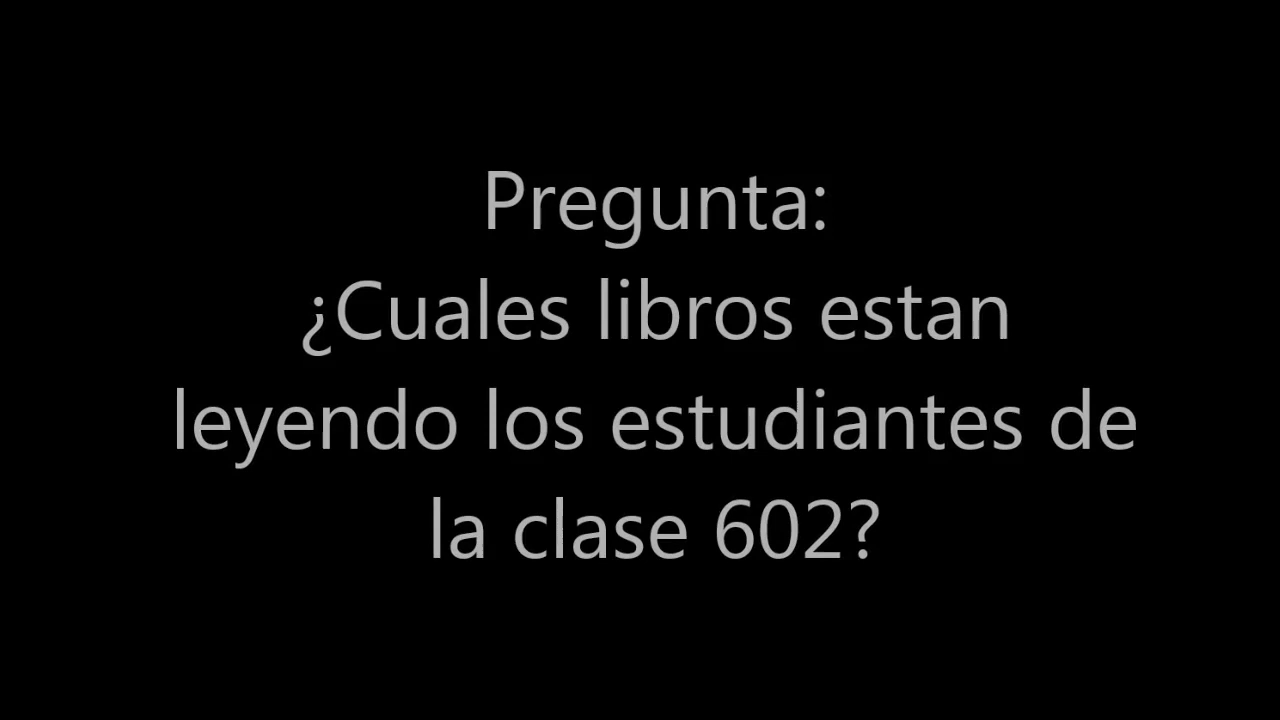 Pregunta:
¿Cuales libros estan
leyendo los estudiantes de
la clase 602?